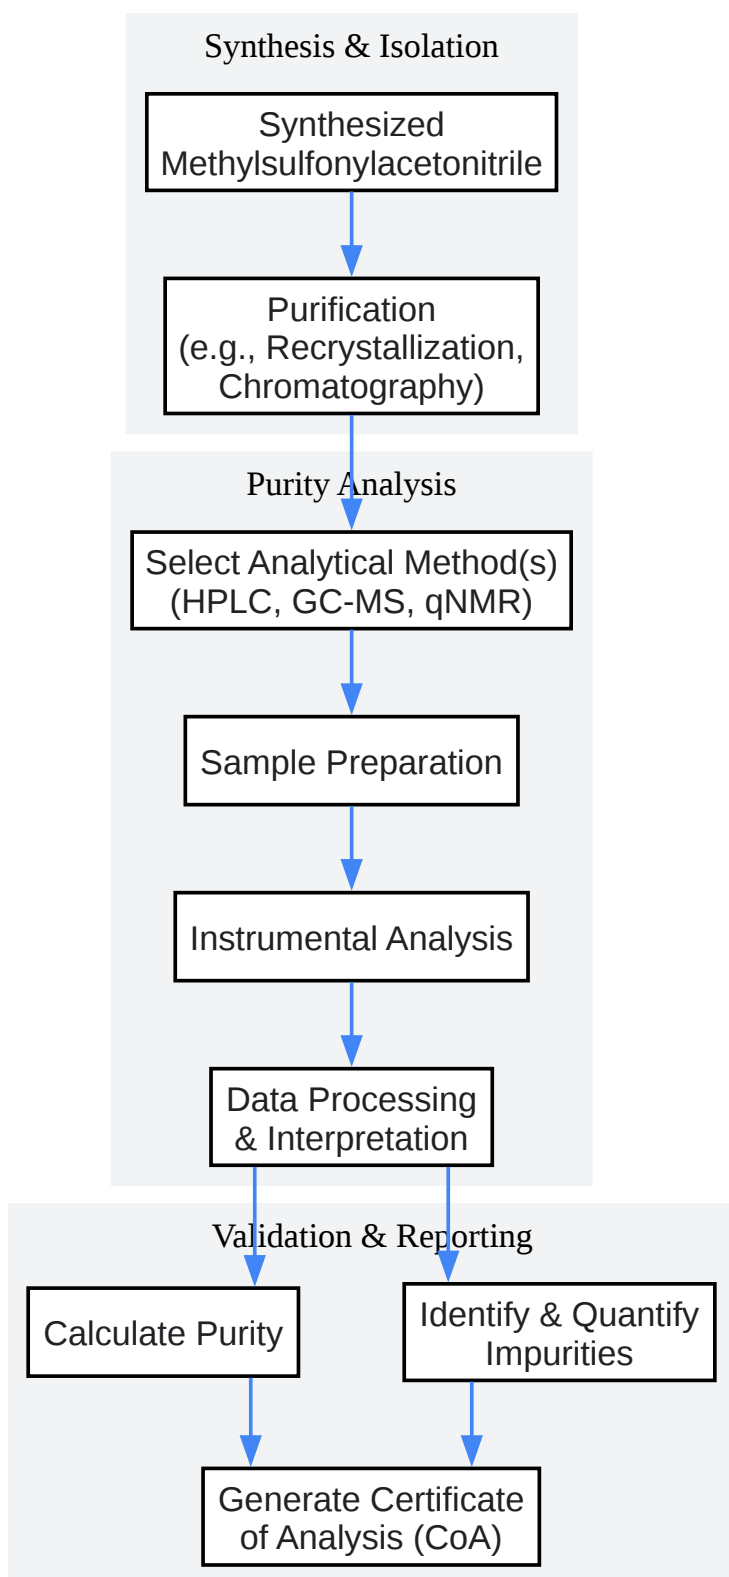 Synthesis & Isolation
Synthesized
Methylsulfonylacetonitrile
Purification
(e.g., Recrystallization,
Chromatography)
Purity Analysis
Select Analytical Method(s)
(HPLC, GC-MS, qNMR)
Sample Preparation
Instrumental Analysis
Data Processing
& Interpretation
Validation & Reporting
Calculate Purity
Identify & Quantify
Impurities
Generate Certificate
of Analysis (CoA)